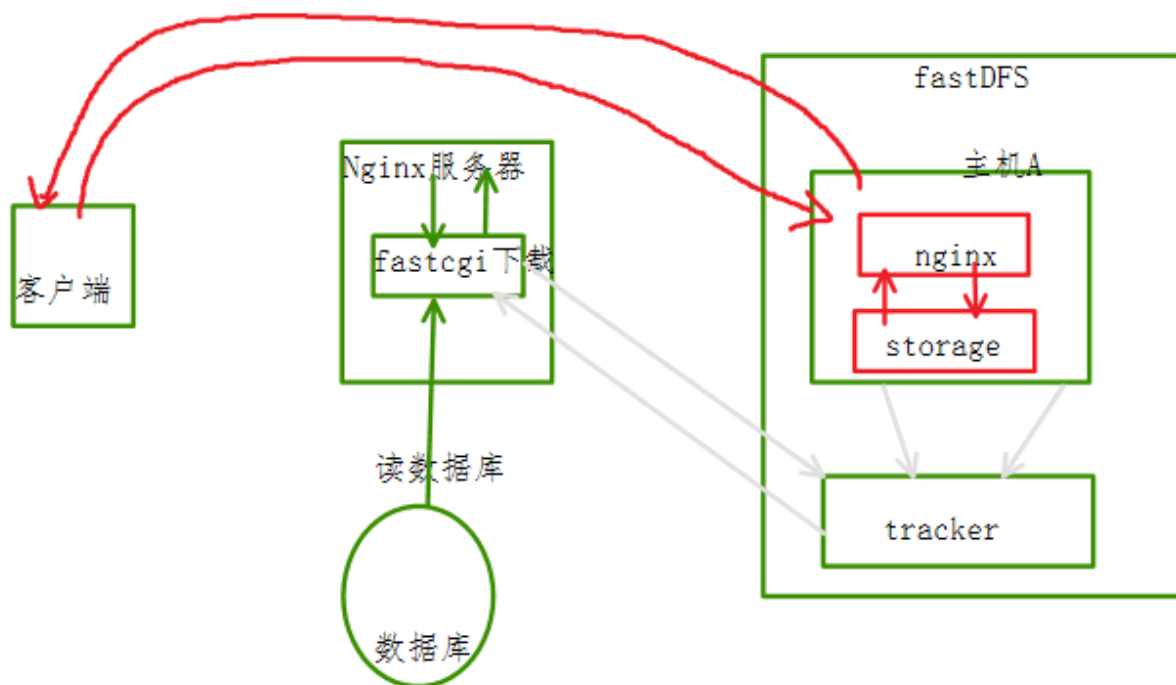 fastDFS
主机A
Nginx服务器
nginx
fastcgi下载
客户端
storage
读数据库
tracker
数据库